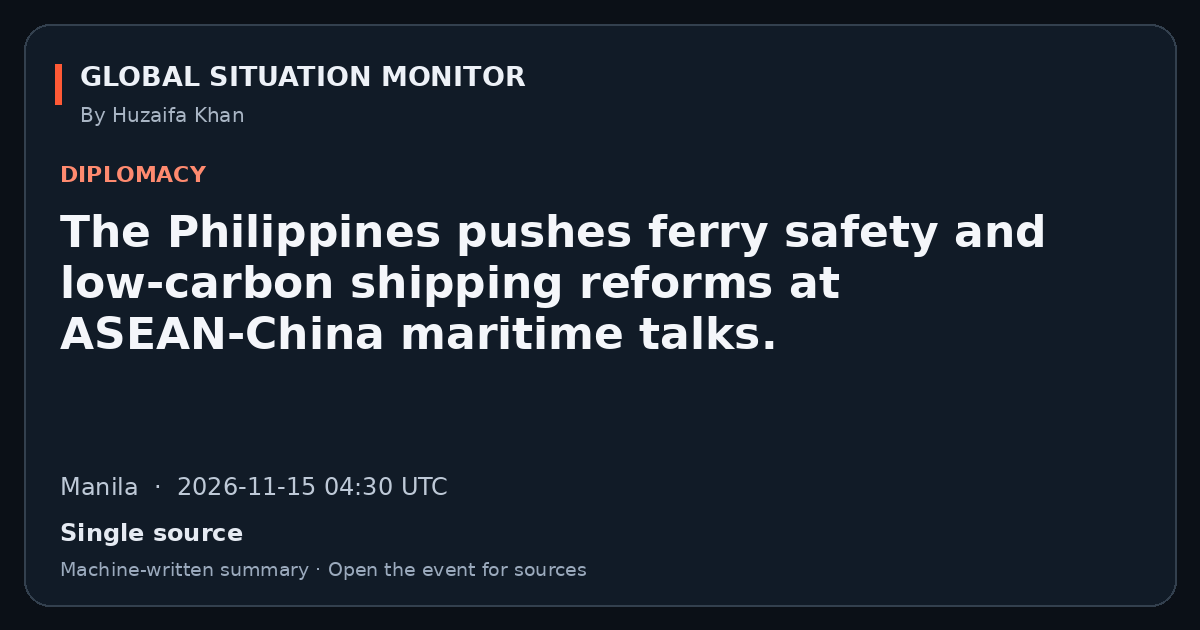 GLOBAL SITUATION MONITOR
By Huzaifa Khan
DIPLOMACY
The Philippines pushes ferry safety and
low-carbon shipping reforms at
ASEAN-China maritime talks.
Manila · 2026-11-15 04:30 UTC
Single source
Machine-written summary · Open the event for sources